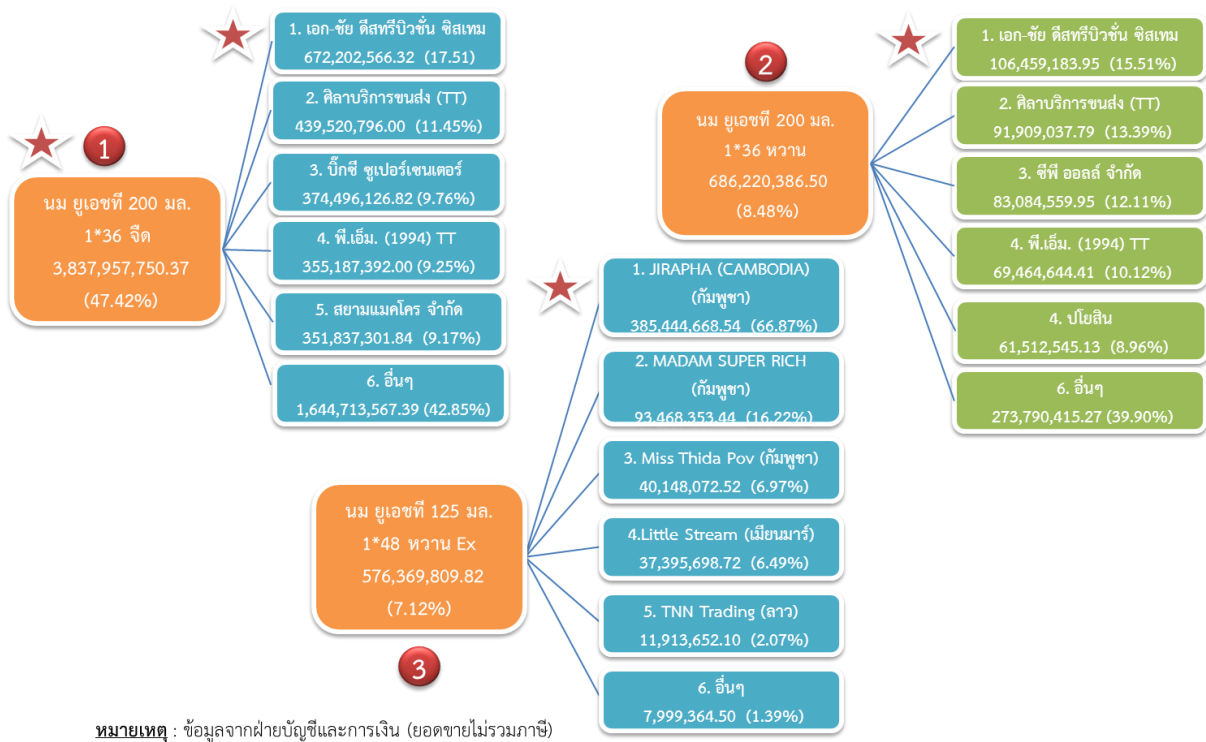 1
นม ยูเอชที 200 มล.
1*36 จืด
3,837,957,750.37
(47.42%)
1. เอก-ชัย ดีสทรีบิวชั่น ซิสเทม
672,202,566.32 (17.51)
2. ศิลาบริการขนส่ง (TT)
439,520,796.00 (11.45%)
3. บิ๊กซี ซูเปอร์เซนเตอร์
374,496,126.82 (9.76%)
4. พี.เอ็ม. (1994) TT
355,187,392.00 (9.25%)
5. สยามแมคโคร จำกัด
351,837,301.84 (9.17%)
6. อื่นๆ
1,644,713,567.39 (42.85%)
2
นม ยูเอชที 200 มล.
1*36 หวาน
686,220,386.50
(8.48%)
1. เอก-ชัย ดีสทรีบิวชั่น ซิสเทม
106,459,183.95 (15.51%)
2. ศิลาบริการขนส่ง (TT)
91,909,037.79 (13.39%)
3. ซีพี ออลล์ จำกัด
83,084,559.95 (12.11%)
4. พี.เอ็ม. (1994) TT
69,464,644.41 (10.12%)
4. ปโยสิน
61,512,545.13 (8.96%)
6. อื่นๆ
273,790,415.27 (39.90%)
นม ยูเอชที 125 มล.
1*48 หวาน Ex
576,369,809.82
(7.12%)
3
1. JIRAPHA (CAMBODIA)
(กัมพูชา)
385,444,668.54 (66.87%)
2. MADAM SUPER RICH
(กัมพูชา)
93,468,353.44 (16.22%)
3. Miss Thida Pov (กัมพูชา)
40,148,072.52 (6.97%)
4.Little Stream (เมียนมาร์)
37,395,698.72 (6.49%)
5. TNN Trading (ลาว)
11,913,652.10 (2.07%)
6. อื่นๆ
7,999,364.50 (1.39%)
หมายเหตุ : ข้อมูลจากฝ่ายบัญชีและการเงิน (ยอดขายไม่รวมภาษี)